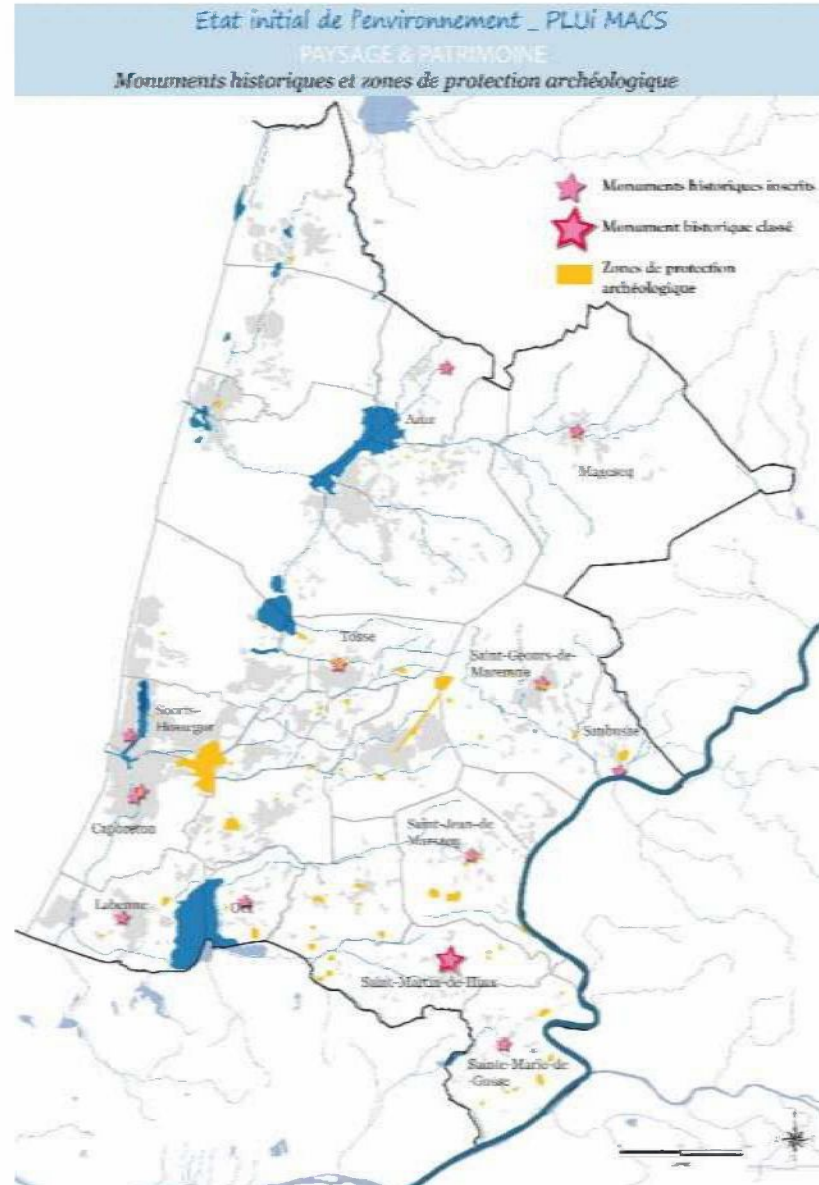 Etat initial de l'environnement _ PLUi MACS
PAYSAGE & PATRIMOINE
Monuments historiques et zones de protection archéologique
Monuments historiques inscrits
Monument historique classé
Zones de protection
archéologique
Azur
Magescq
Tosse
Saint-Geours-de-
Maremne
Soorts-
Hossegor
Saubusse
Capbreton
Saint-Jean-de
Marsacq
Labenne
Orx
Saint-Martin-de-Hinx
Sainte-Marie-de
-Gosse